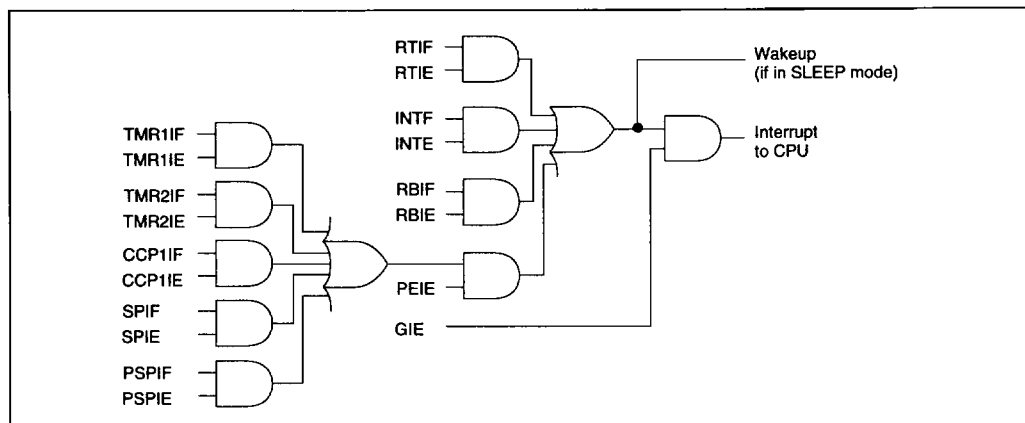 RTIF
RTIE
INTF
INTE
RBIF
RBIE
PEIE
GIE
TMR1IF
TMR1IE
TMR2IF
TMR2IE
CCP1IF
CCP1IE
SPIF
SPIE
PSPIF
PSPIE
Wakeup
(if in SLEEP mode)
Interrupt
to CPU